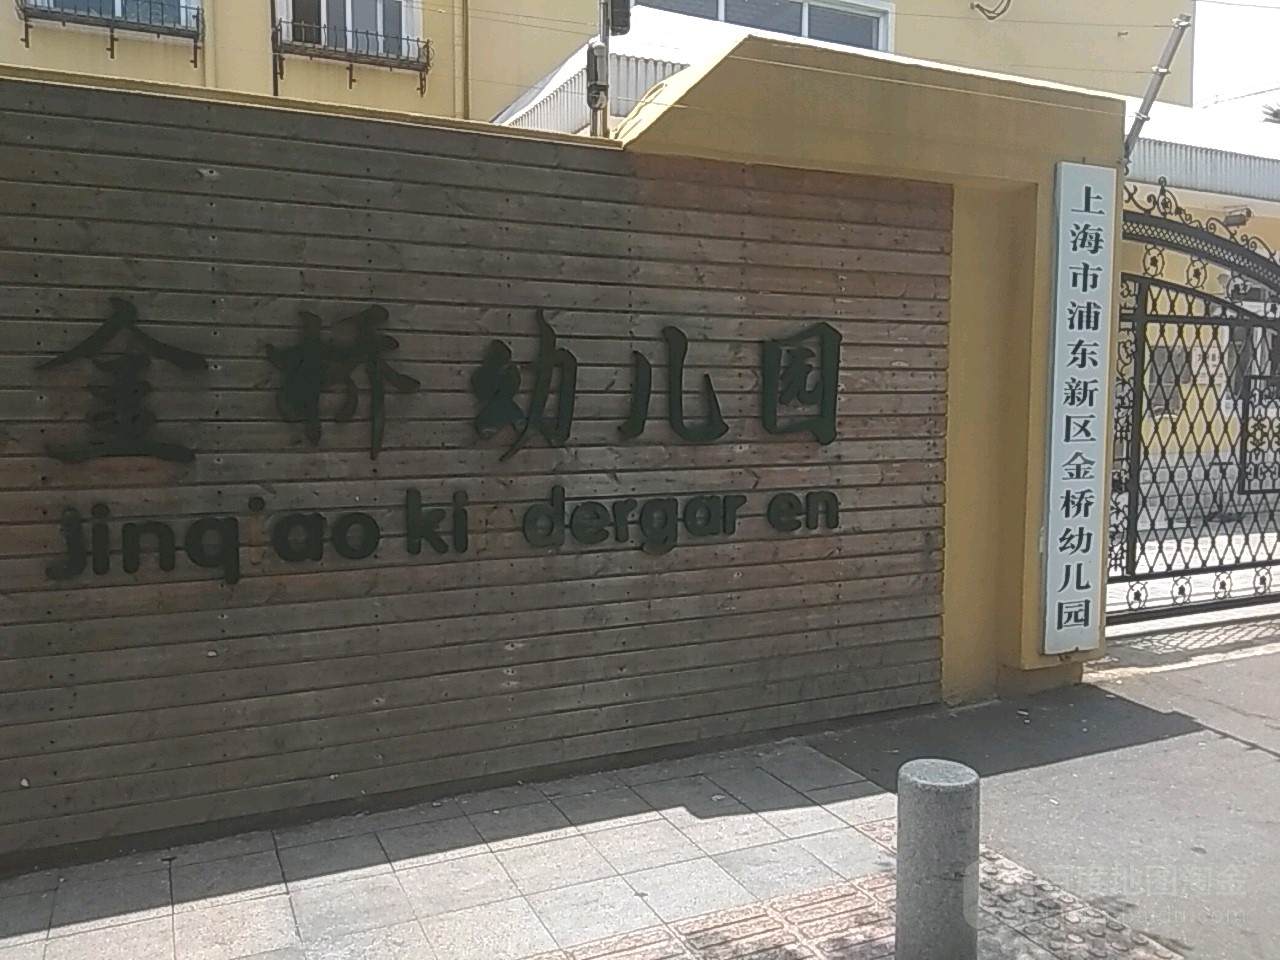 金桥幼儿园
jinq'ao ki dergar en
上海市浦东新区金桥幼儿园